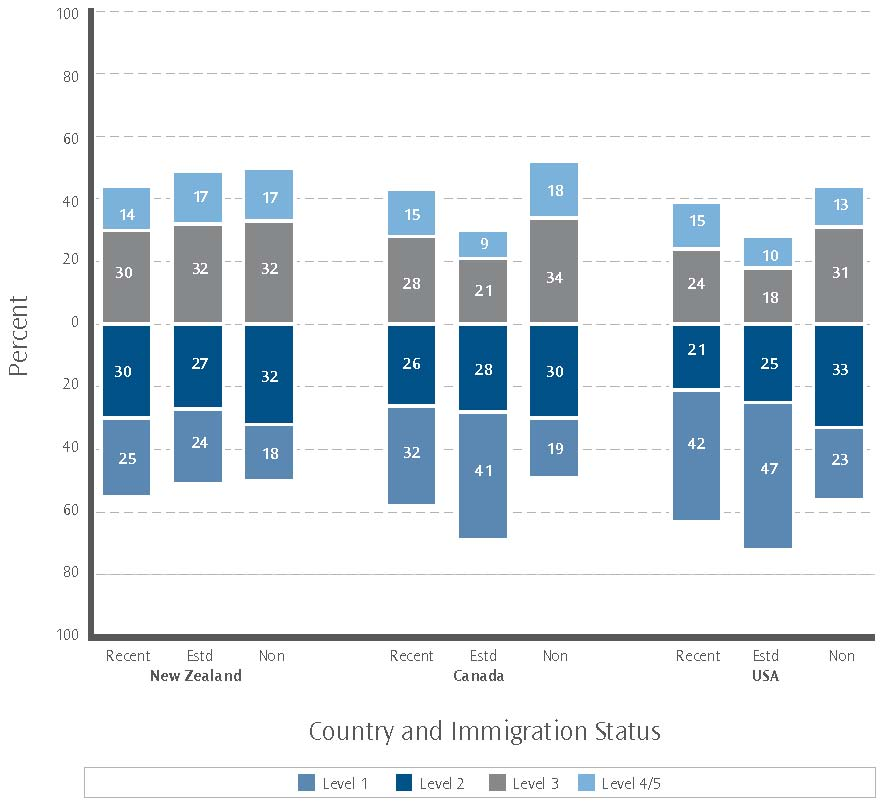 100
80
60
40
20
0
20
40
60
80
100
Percent
14 17 17 15 9 18 15 10 13
30 32 32 28 21 34 24 18 31
30 27 32 26 28 30 21 25 33
25 24 18 32 41 19 42 47 23
Recent Estd Non Recent Estd Non Recent Estd Non
New Zealand Canada USA
Country and Immigration Status
Level 1 Level 2 Level 3 Level 4/5